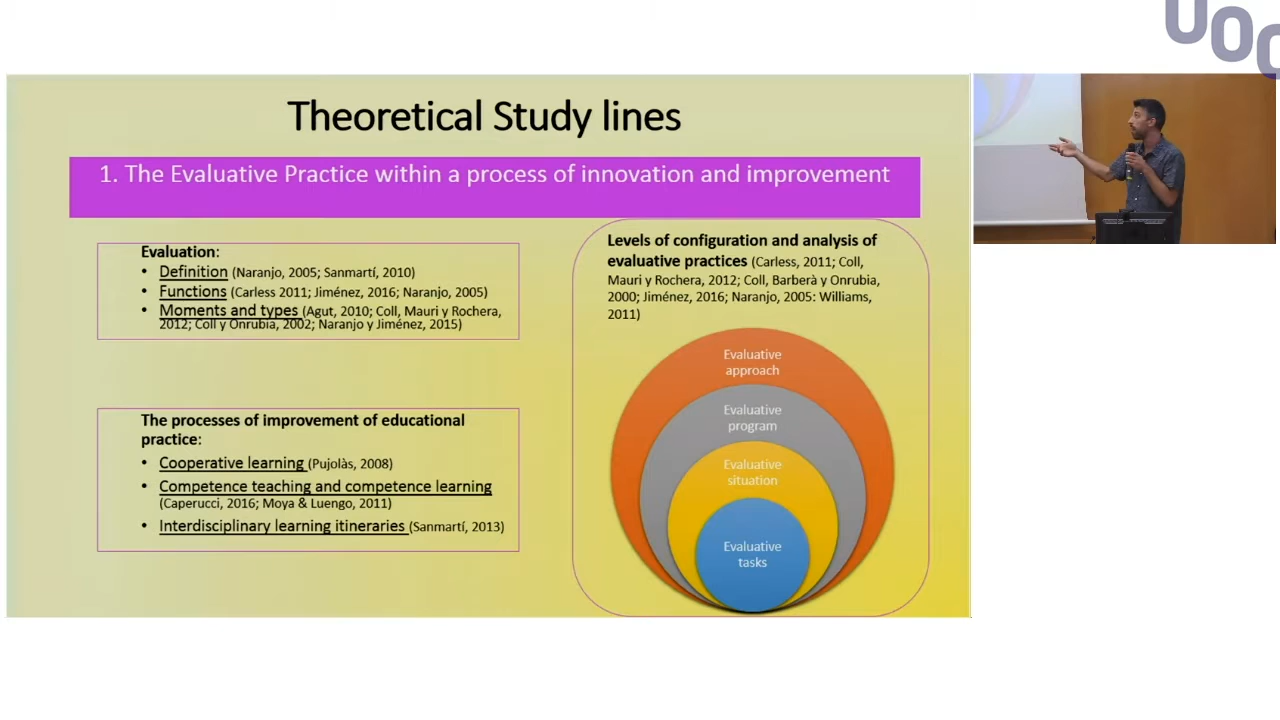 UOC
Theoretical Study lines
1. The Evaluative Practice within a process of innovation and improvement
Evaluation:
• Definition (Naranjo, 2005; Sanmartí, 2010)
• Functions (Carless 2011; Jiménez, 2016; Naranjo, 2005)
• Moments and types (Agut, 2010; Coll, Mauri y Rochera,
2012; Coll y Onrubia, 2002; Naranjo y Jiménez, 2015)
The processes of improvement of educational
practice:
• Cooperative learning (Pujolàs, 2008)
• Competence teaching and competence learning
(Caperucci, 2016; Moya & Luengo, 2011)
• Interdisciplinary learning itineraries (Sanmartí, 2013)
Levels of configuration and analysis of
evaluative practices (Carless, 2011; Coll,
Mauri y Rochera, 2012; Coll, Barberà y Onrubia,
2000; Jiménez, 2016; Naranjo, 2005: Williams,
2011)
Evaluative
approach
Evaluative
program
Evaluative
situation
Evaluative
tasks